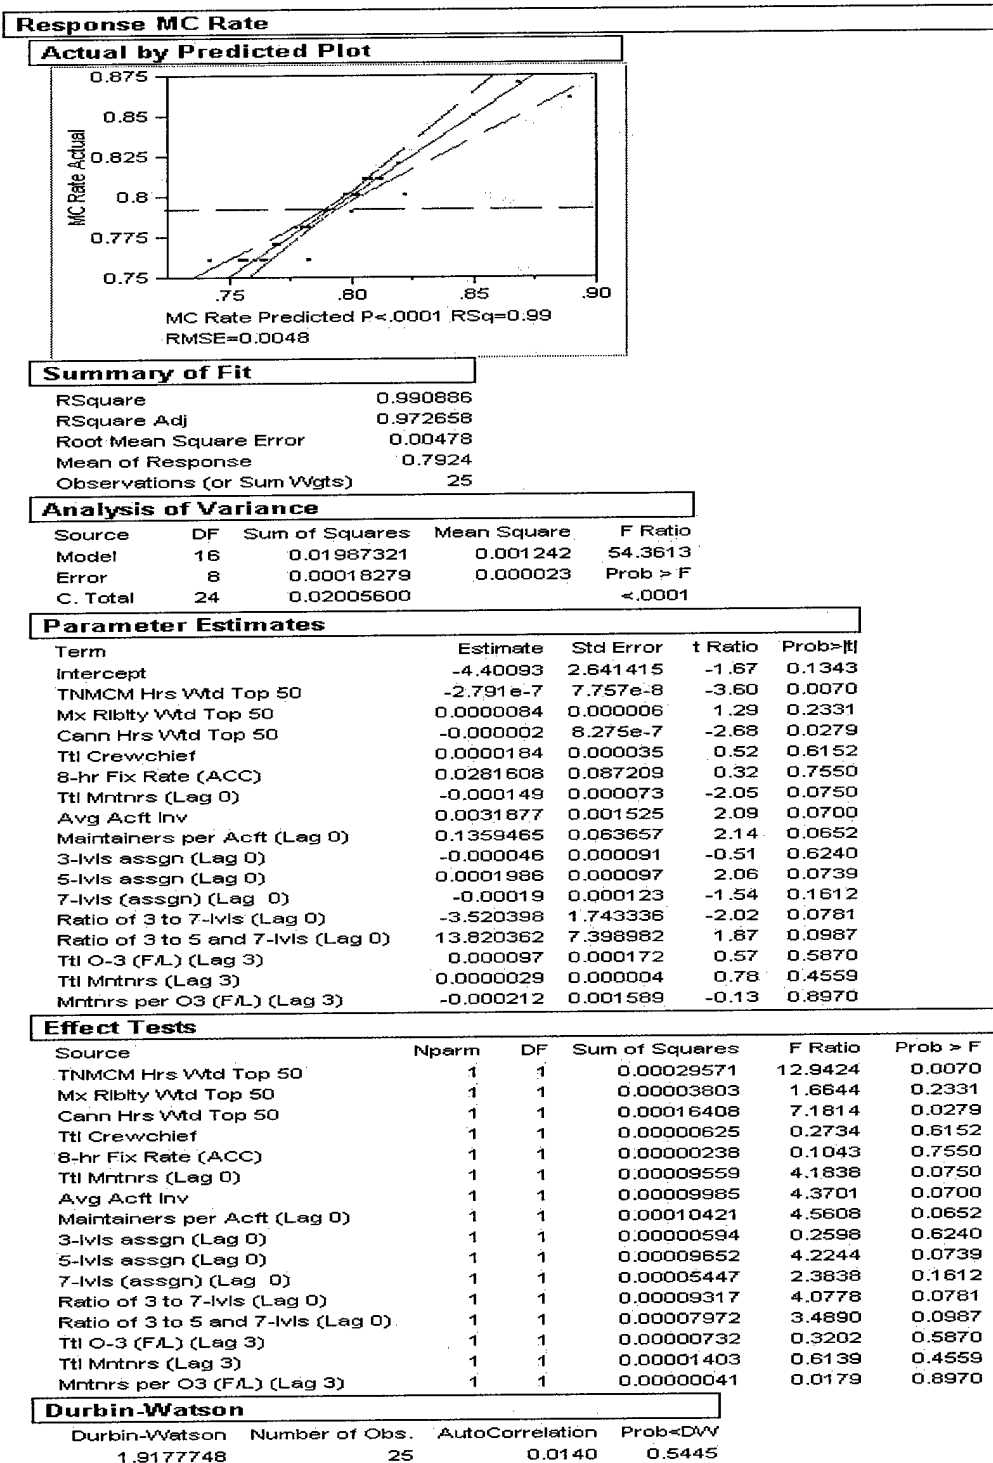 Response MC Rate
Actual by Predicted Plot
0.875
0.85
0.825
0.8
0.775
0.75
MC Rate Actual
.75 .80 .85 .90
MC Rate Predicted P<.0001 RSq=0.99
RMSE=0.0048
Summary of Fit
RSquare 0.990886
RSquare Adj 0.972658
Root Mean Square Error 0.00478
Mean of Response 0.7924
Observations (or Sum Wgts) 25
Analysis of Variance
Source DF Sum of Squares Mean Square F Ratio
Model 16 0.01987321 0.001242 54.3613
Error 8 0.00018279 0.000023 Prob > F
C. Total 24 0.02005600 <.0001
Parameter Estimates
Term Estimate Std Error t Ratio Prob>|t|
Intercept -4.40093 2.641415 -1.67 0.1343
TNMCM Hrs Wtd Top 50 -2.791e-7 7.757e-8 -3.60 0.0070
Mx Rlblty Wtd Top 50 0.0000084 0.000006 1.29 0.2331
Cann Hrs Wtd Top 50 -0.000002 8.275e-7 -2.68 0.0279
Ttl Crewchief 0.0000184 0.000035 0.52 0.6152
8-hr Fix Rate (ACC) 0.0281608 0.087209 0.32 0.7550
Ttl Mntnrs (Lag 0) -0.000149 0.000073 -2.05 0.0750
Avg Acft Inv 0.0031877 0.001525 2.09 0.0700
Maintainers per Acft (Lag 0) 0.1359465 0.063657 2.14 0.0652
3-lvls assgn (Lag 0) -0.000046 0.000091 -0.51 0.6240
5-lvls assgn (Lag 0) 0.0001986 0.000097 2.06 0.0739
7-lvls (assgn) (Lag 0) -0.00019 0.000123 -1.54 0.1612
Ratio of 3 to 7-lvls (Lag 0) -3.520398 1.743336 -2.02 0.0781
Ratio of 3 to 5 and 7-lvls (Lag 0) 13.820362 7.398982 1.87 0.0987
Ttl O-3 (F/L) (Lag 3) 0.000097 0.000172 0.57 0.5870
Ttl Mntnrs (Lag 3) 0.0000029 0.000004 0.78 0.4559
Mntnrs per O3 (F/L) (Lag 3) -0.000212 0.001589 -0.13 0.8970
Effect Tests
Source Nparm DF Sum of Squares F Ratio Prob > F
TNMCM Hrs Wtd Top 50 1 1 0.00029571 12.9424 0.0070
Mx Rlblty Wtd Top 50 1 1 0.00003803 1.6644 0.2331
Cann Hrs Wtd Top 50 1 1 0.00016408 7.1814 0.0279
Ttl Crewchief 1 1 0.00000625 0.2734 0.6152
8-hr Fix Rate (ACC) 1 1 0.00000238 0.1043 0.7550
Ttl Mntnrs (Lag 0) 1 1 0.00009559 4.1838 0.0750
Avg Acft Inv 1 1 0.00009985 4.3701 0.0700
Maintainers per Acft (Lag 0) 1 1 0.00010421 4.5608 0.0652
3-lvls assgn (Lag 0) 1 1 0.00000594 0.2598 0.6240
5-lvls assgn (Lag 0) 1 1 0.00009652 4.2244 0.0739
7-lvls (assgn) (Lag 0) 1 1 0.00005447 2.3838 0.1612
Ratio of 3 to 7-lvls (Lag 0) 1 1 0.00009317 4.0778 0.0781
Ratio of 3 to 5 and 7-lvls (Lag 0) 1 1 0.00007972 3.4890 0.0987
Ttl O-3 (F/L) (Lag 3) 1 1 0.00000732 0.3202 0.5870
Ttl Mntnrs (Lag 3) 1 1 0.00001403 0.6139 0.4559
Mntnrs per O3 (F/L) (Lag 3) 1 1 0.00000041 0.0179 0.8970
Durbin-Watson
Durbin-Watson Number of Obs. AutoCorrelation Prob<DW
1.9177748 25 0.0140 0.5445